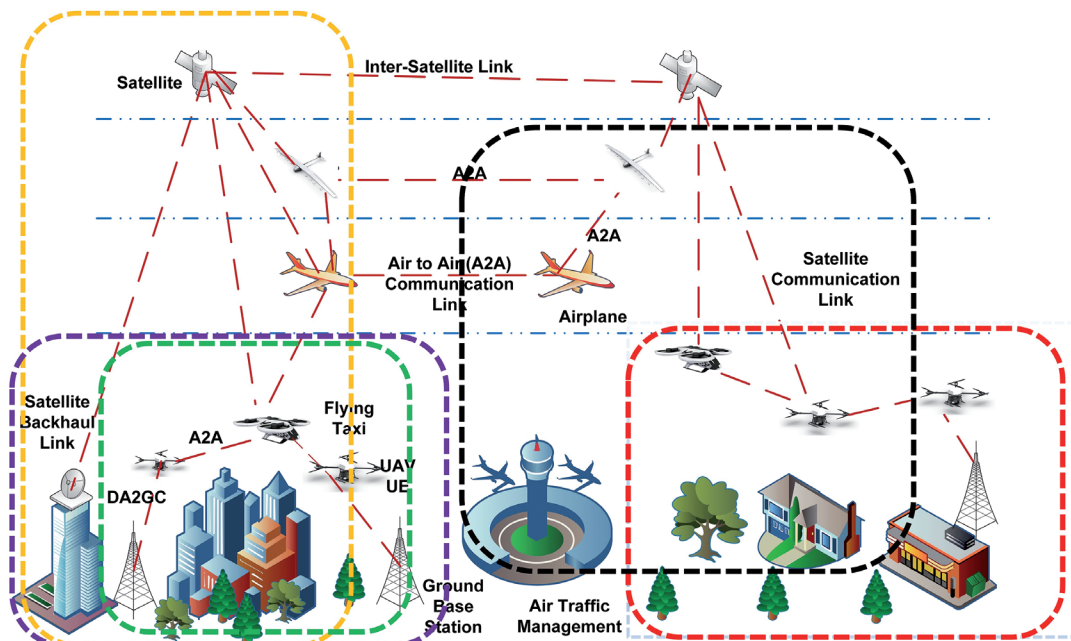 Inter-Satellite Link
Satellite
A2A
A2A
Air to Air (A2A)
Communication
Link
Satellite
Communication
Link
Airplane
Satellite
Backhaul
Link
Flying
Taxi
A2A
UAV
UE
DA2GC
Ground
Base
Station
Air Traffic
Management